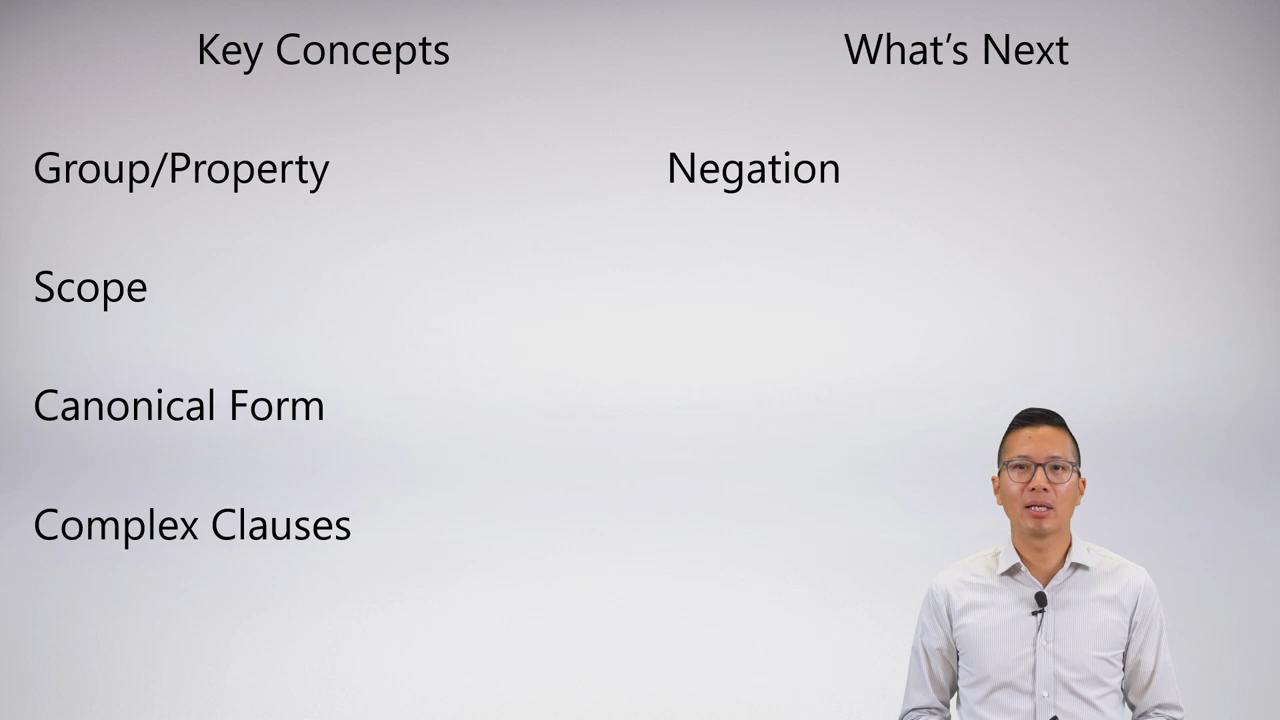 Key Concepts
What’s Next
Group/Property
Negation
Scope
Canonical Form
Complex Clauses